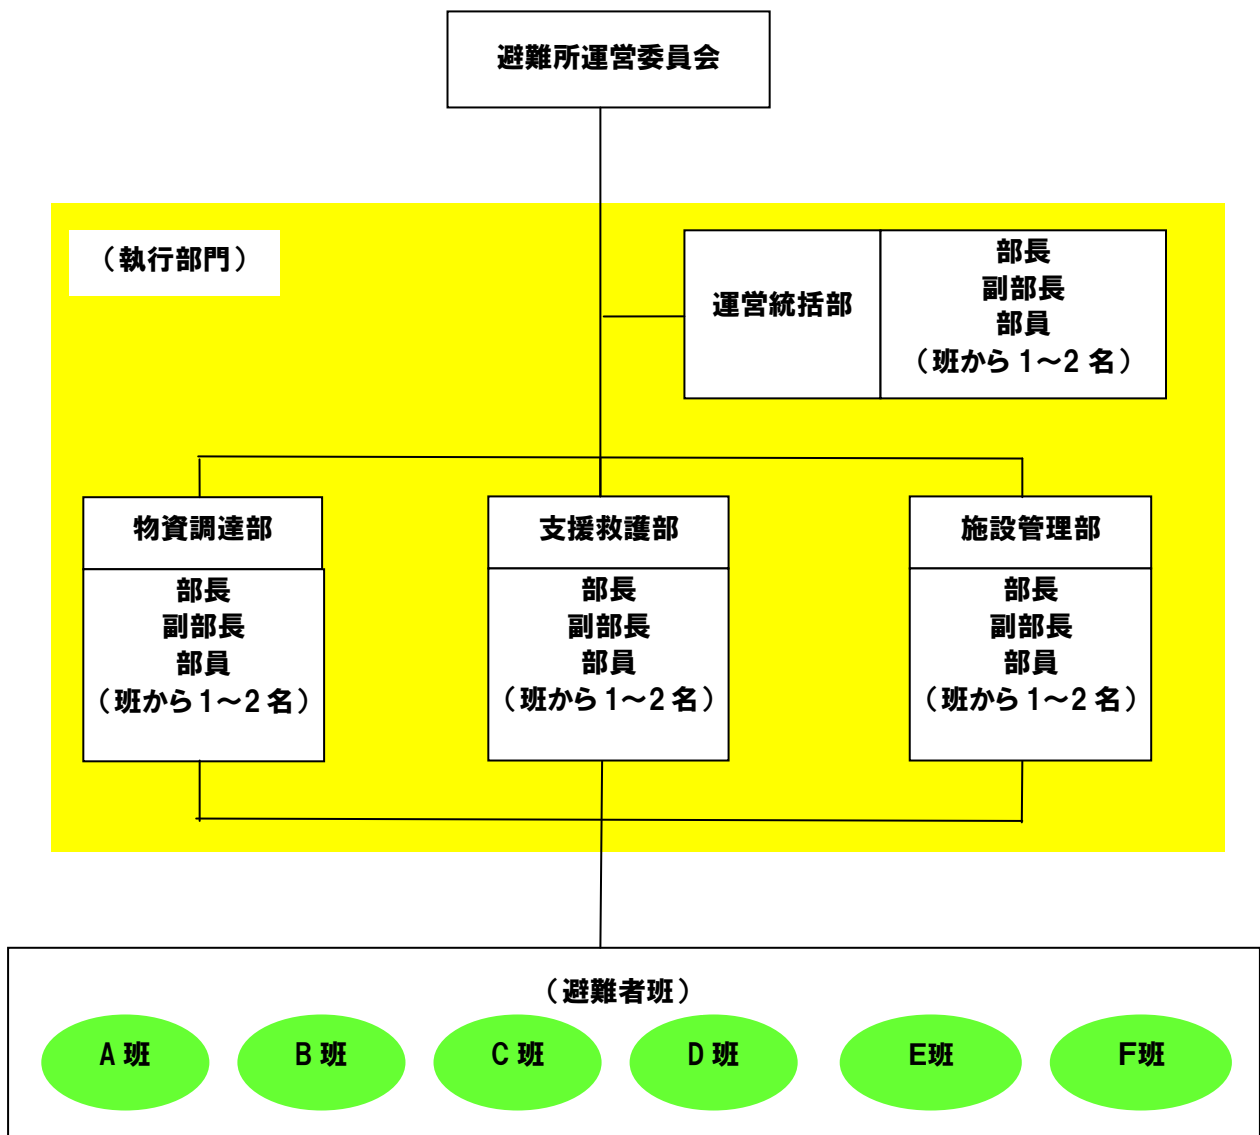 避難所運営委員会
（執行部門）
運営統括部
部長
副部長
部員
（班から1～2名）
物資調達部
部長
副部長
部員
（班から1～2名）
支援救護部
部長
副部長
部員
（班から1～2名）
施設管理部
部長
副部長
部員
（班から1～2名）
（避難者班）
A班
B班
C班
D班
E班
F班